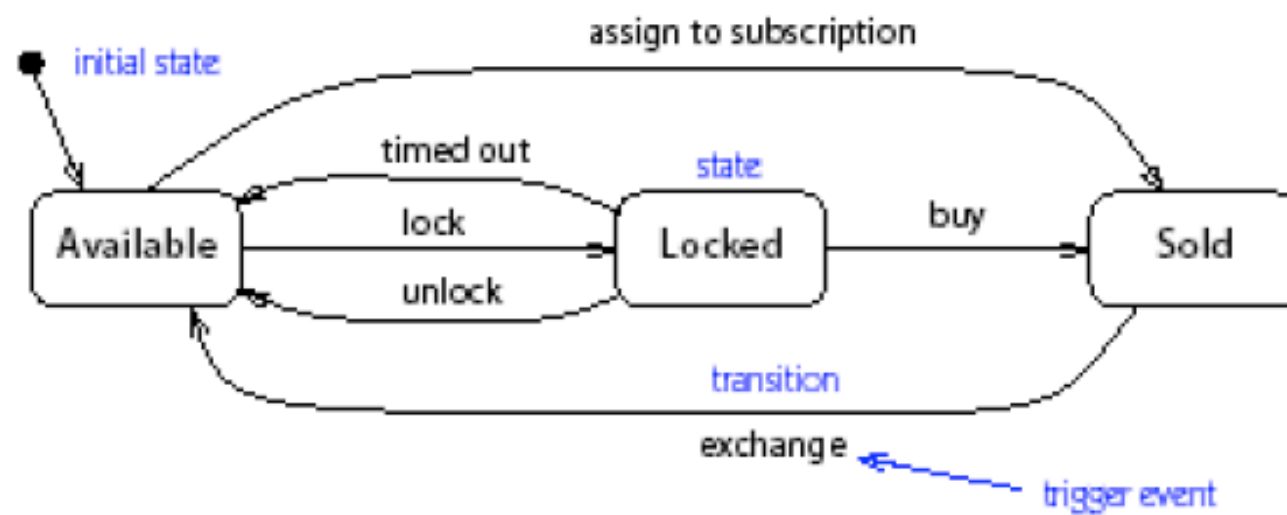 assign to subscription
initial state
timed out
state
lock
buy
Available
Locked
Sold
unlock
transition
exchange
trigger event